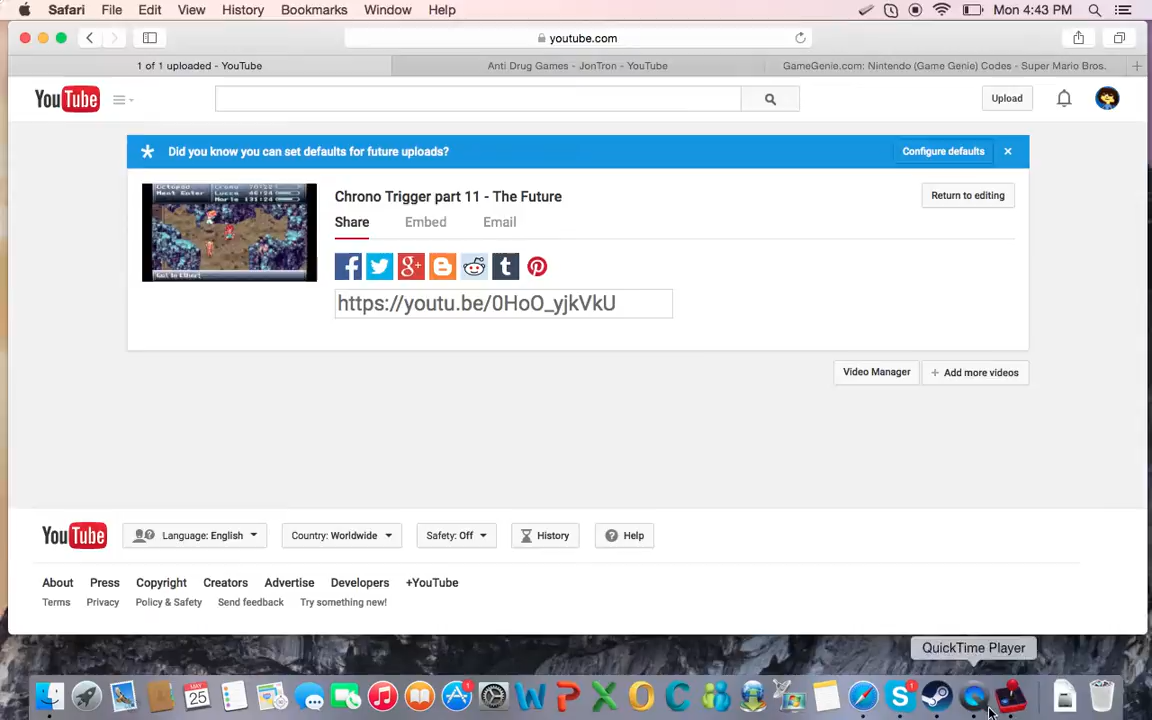 Safari File Edit View History Bookmarks Window Help Mon 4:43 PM
youtube.com
1 of 1 uploaded - YouTube Anti Drug Games - JonTron - YouTube GameGenie.com: Nintendo (Game Genie) Codes - Super Mario Bros.
YouTube Upload
Did you know you can set defaults for future uploads? Configure defaults
Chrono Trigger part 11 - The Future Return to editing
Share Embed Email
https://youtu.be/0HoO_yjkVkU
Video Manager + Add more videos
YouTube Language: English Country: Worldwide Safety: Off History Help
About Press Copyright Creators Advertise Developers +YouTube
Terms Privacy Policy & Safety Send feedback Try something new!
QuickTime Player
MAY
25
1
1